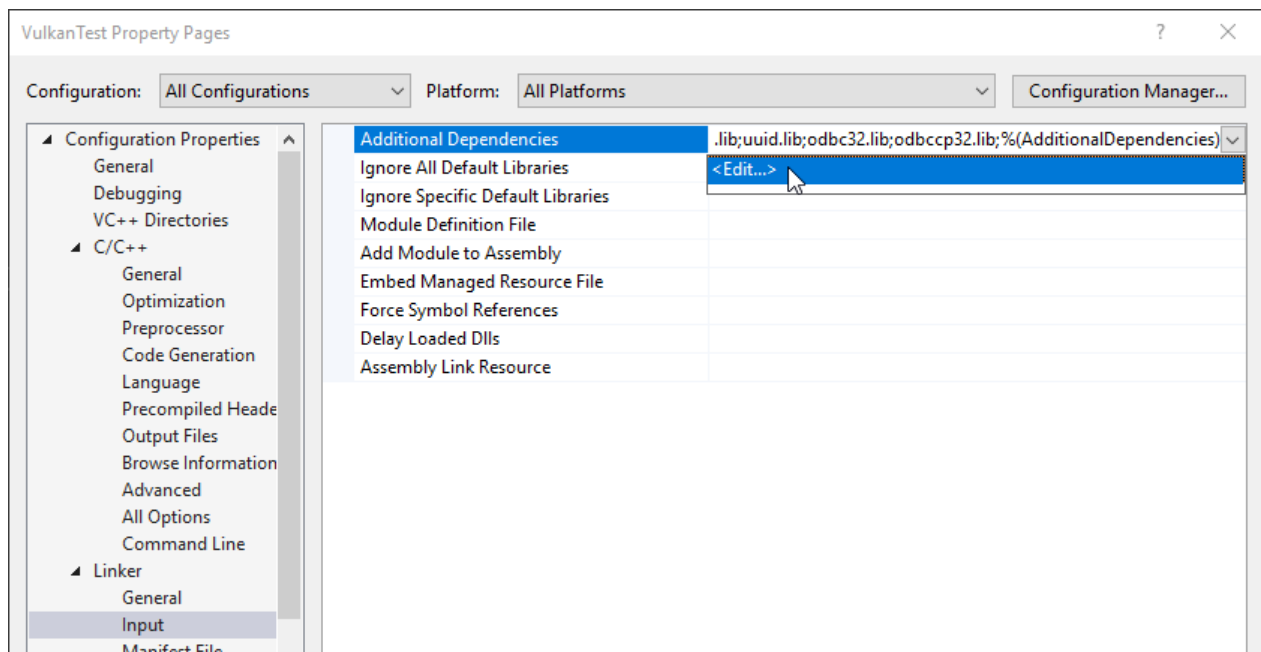 VulkanTest Property Pages
?
Configuration: All Configurations Platform: All Platforms Configuration Manager...
Configuration Properties
General
Debugging
VC++ Directories
C/C++
General
Optimization
Preprocessor
Code Generation
Language
Precompiled Heade
Output Files
Browse Information
Advanced
All Options
Command Line
Linker
General
Input
Manifest File
Additional Dependencies .lib;uuid.lib;odbc32.lib;odbccp32.lib;%(AdditionalDependencies)
<Edit...>
Ignore All Default Libraries
Ignore Specific Default Libraries
Module Definition File
Add Module to Assembly
Embed Managed Resource File
Force Symbol References
Delay Loaded Dlls
Assembly Link Resource